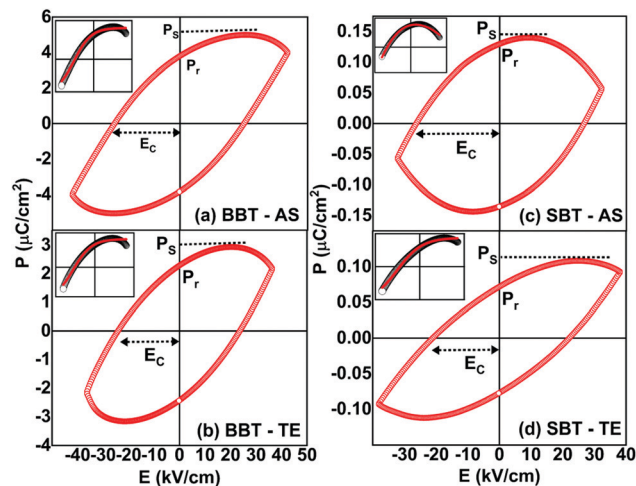 6
4
2
0
-2
-4
P (μC/cm²)
P_S
P_r
E_C
(a) BBT - AS
3
2
1
0
-1
-2
-3
-4
P_S
P_r
E_C
(b) BBT - TE
-40 -20 -10 0 10 20 30 40 50
E (kV/cm)
0.15
0.10
0.05
0.00
-0.05
-0.10
-0.15
P (μC/cm²)
P_S
P_r
E_C
(c) SBT - AS
0.10
0.05
0.00
-0.05
-0.10
P_S
P_r
E_C
(d) SBT - TE
-30 -20 -10 0 10 20 30 40
E (kV/cm)